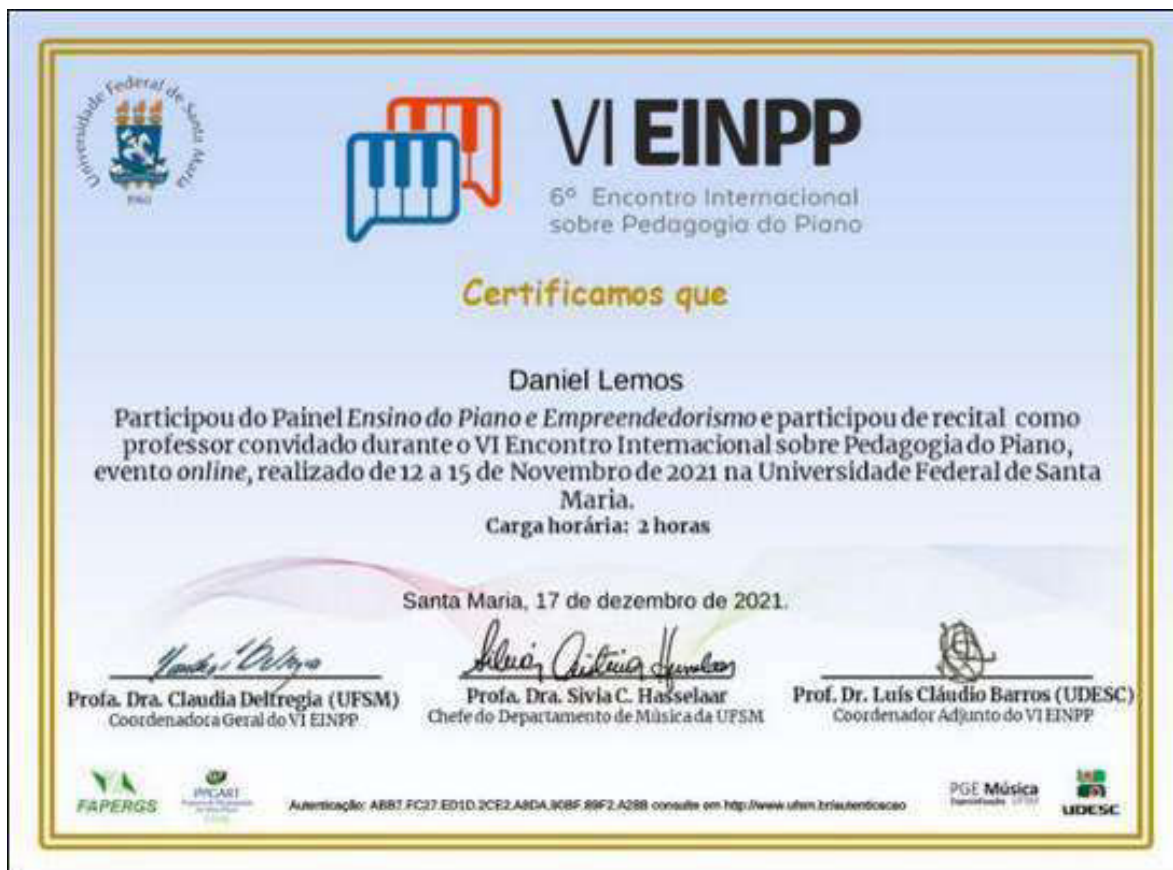 Universidade Federal de Santa Maria
1960
VI EINPP
6º Encontro Internacional
sobre Pedagogia do Piano
Certificamos que
Daniel Lemos
Participou do Painel Ensino do Piano e Empreendedorismo e participou de recital como
professor convidado durante o VI Encontro Internacional sobre Pedagogia do Piano,
evento online, realizado de 12 a 15 de Novembro de 2021 na Universidade Federal de Santa
Maria.
Carga horária: 2 horas
Santa Maria, 17 de dezembro de 2021.
Profa. Dra. Claudia Deltregia (UFSM)
Coordenadora Geral do VI EINPP
Profa. Dra. Sivia C. Hasselaar
Chefe do Departamento de Música da UFSM
Prof. Dr. Luís Cláudio Barros (UDESC)
Coordenador Adjunto do VI EINPP
FAPERGS
PPGART
Autenticação: ABB7.FC27.ED1D.2CE2.A8DA.90BF.89F2.A288 consulte em http://www.ufsm.br/autenticacao
PGE Música
UDESC